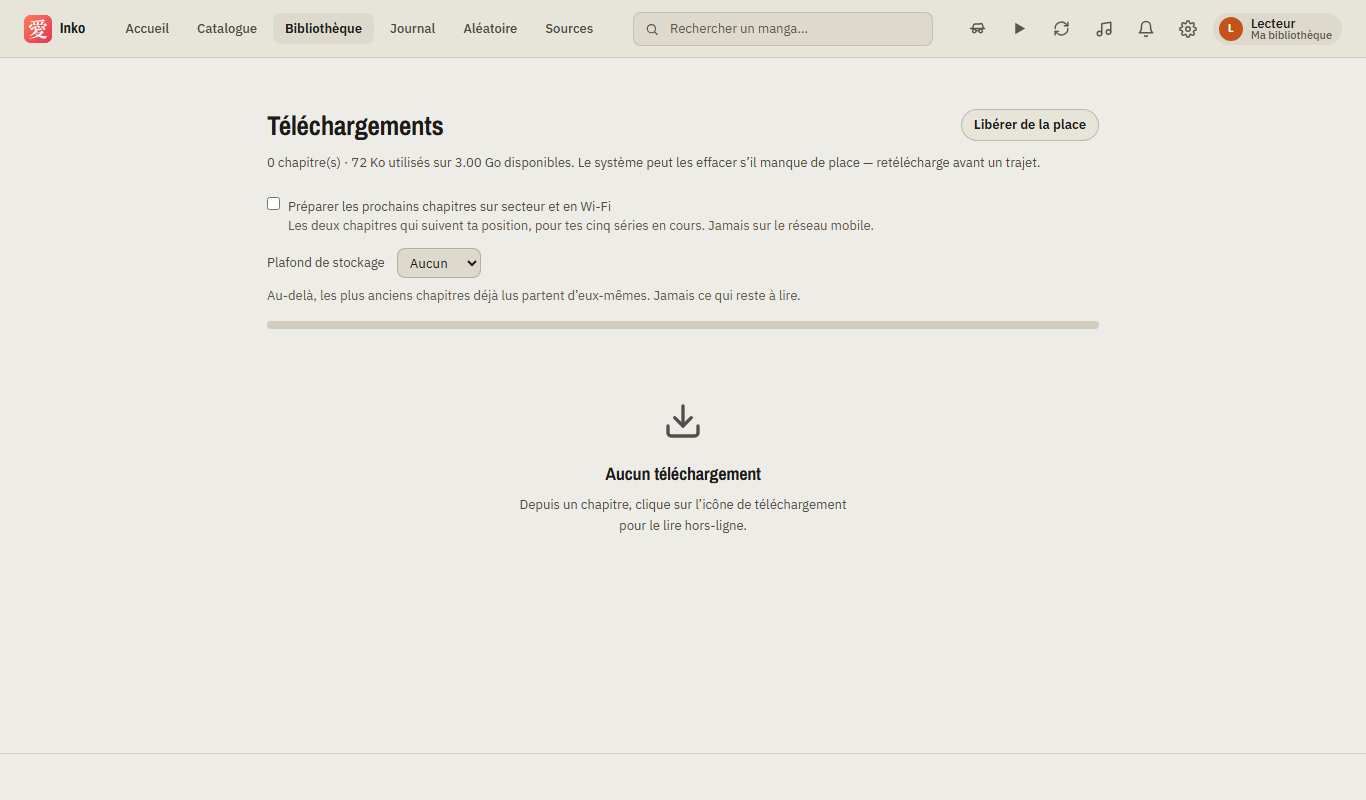 愛 Inko Accueil Catalogue Bibliothèque Journal Aléatoire Sources Rechercher un manga... L Lecteur
Ma bibliothèque
Téléchargements
Libérer de la place
0 chapitre(s) · 72 Ko utilisés sur 3.00 Go disponibles. Le système peut les effacer s’il manque de place — retélécharge avant un trajet.
Préparer les prochains chapitres sur secteur et en Wi-Fi
Les deux chapitres qui suivent ta position, pour tes cinq séries en cours. Jamais sur le réseau mobile.
Plafond de stockage Aucun
Au-delà, les plus anciens chapitres déjà lus partent d’eux-mêmes. Jamais ce qui reste à lire.
Aucun téléchargement
Depuis un chapitre, clique sur l’icône de téléchargement
pour le lire hors-ligne.